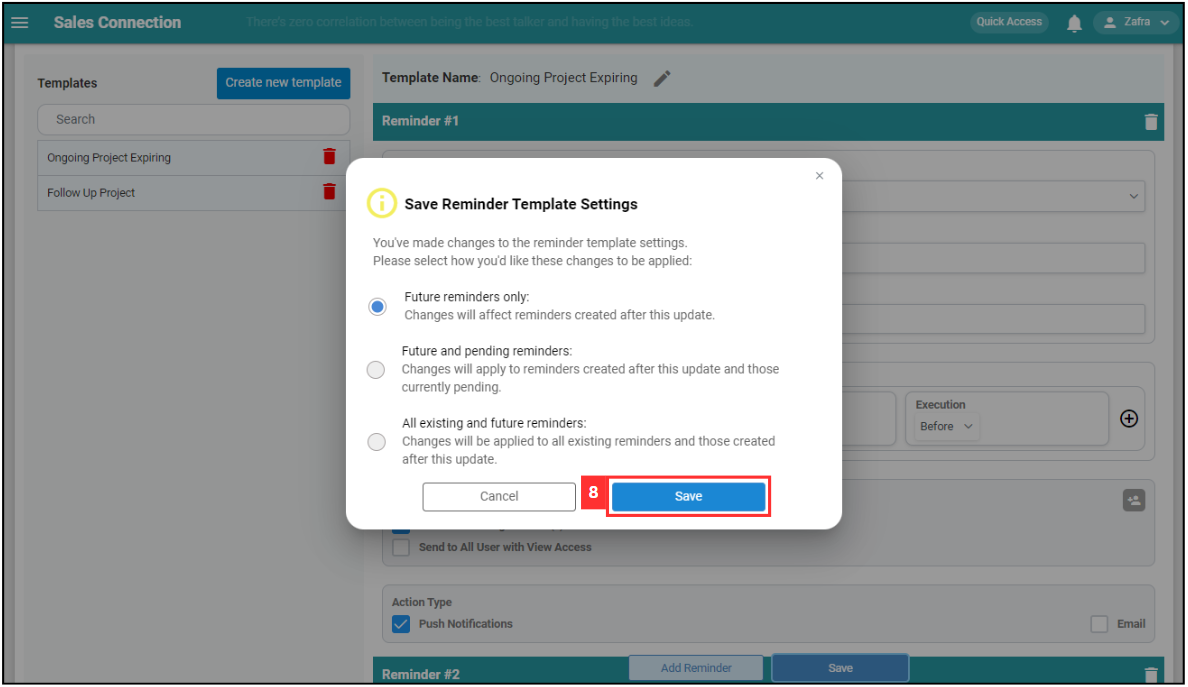 Sales Connection
There's zero correlation between being the best talker and having the best ideas.
Quick Access
Zafra
Templates
Create new template
Search
Ongoing Project Expiring
Follow Up Project
Template Name: Ongoing Project Expiring
Reminder #1
Save Reminder Template Settings
You've made changes to the reminder template settings.
Please select how you'd like these changes to be applied:
Future reminders only:
Changes will affect reminders created after this update.
Future and pending reminders:
Changes will apply to reminders created after this update and those
currently pending.
All existing and future reminders:
Changes will be applied to all existing reminders and those created
after this update.
Cancel
8
Save
Execution
Before
Send to All User with View Access
Action Type
Push Notifications
Email
Reminder #2
Add Reminder
Save